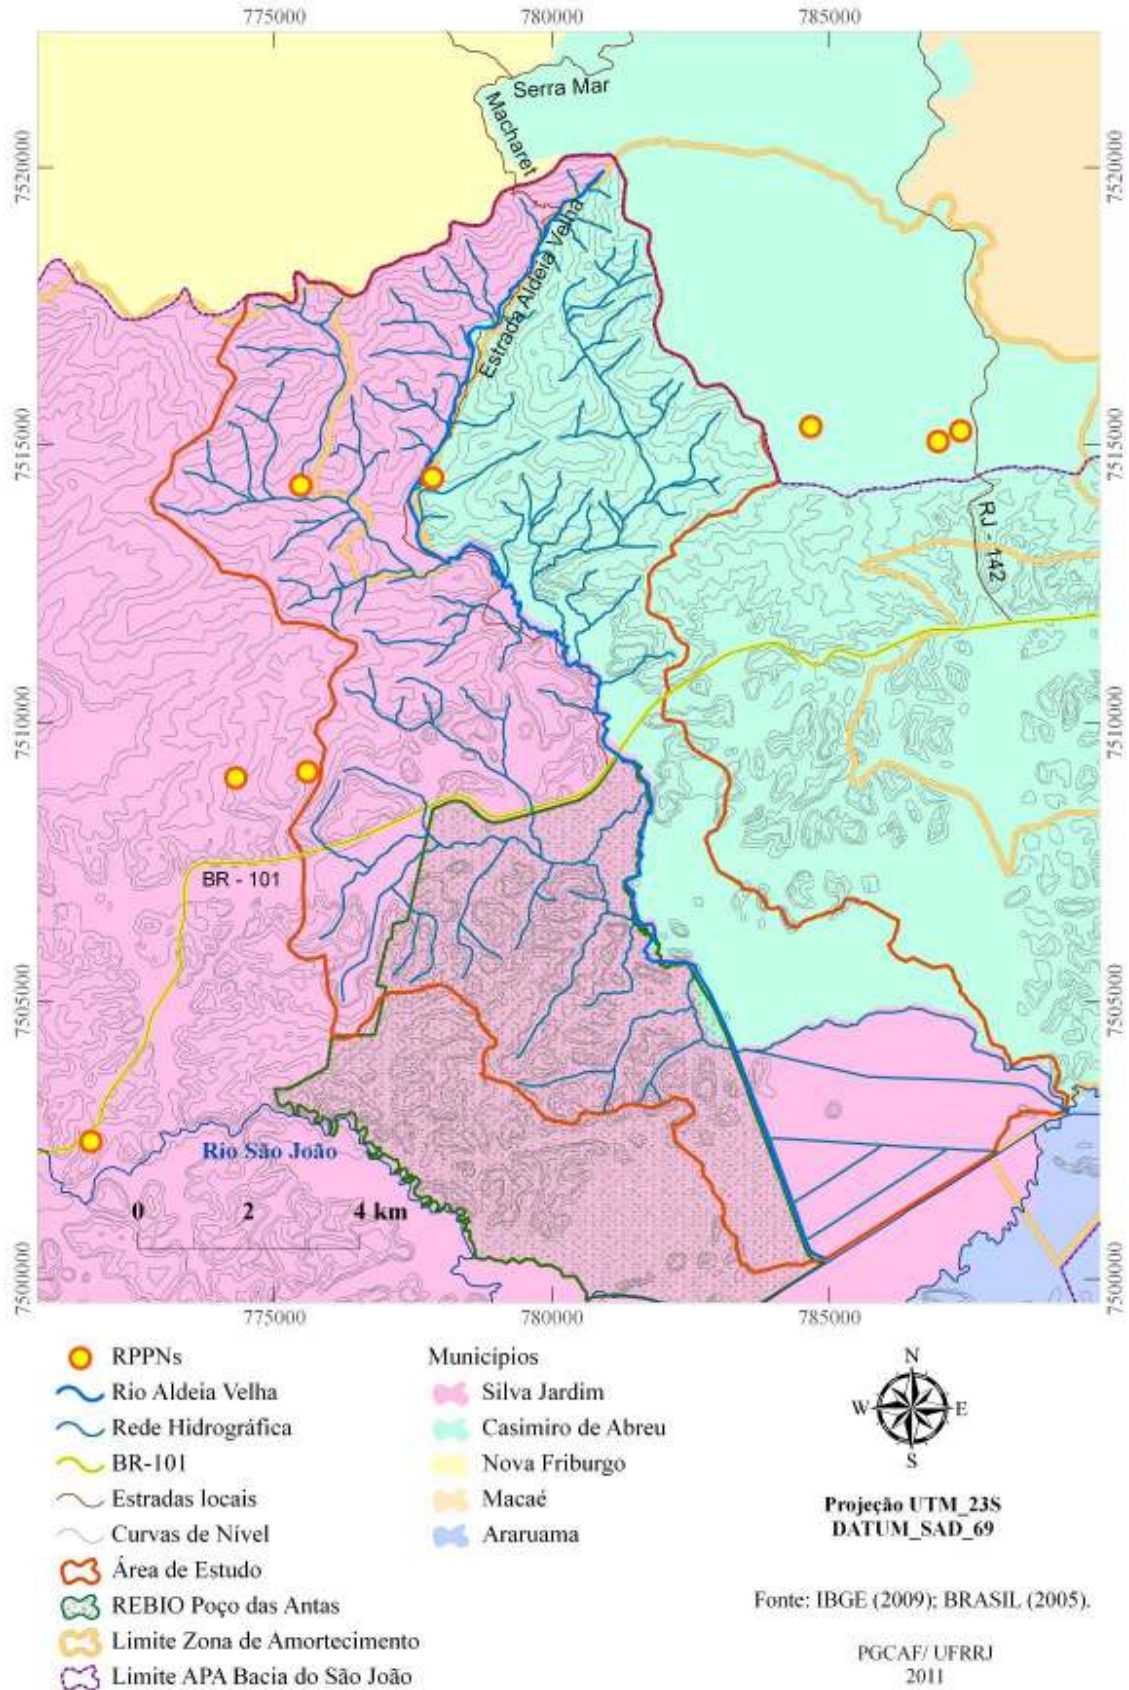 775000
780000
785000
Serra Mar
Macharet
7520000
7520000
Estrada Aldeia Velha
7515000
7515000
RJ - 142
7510000
7510000
BR - 101
7505000
7505000
Rio São João
0
2
4 km
7500000
7500000
775000
780000
785000
RPPNs
Rio Aldeia Velha
Rede Hidrográfica
BR-101
Estradas locais
Curvas de Nível
Área de Estudo
REBIO Poço das Antas
Limite Zona de Amortecimento
Limite APA Bacia do São João
Municípios
Silva Jardim
Casimiro de Abreu
Nova Friburgo
Macaé
Araruama
N
W
E
S
Projeção UTM_23S
DATUM_SAD_69
Fonte: IBGE (2009); BRASIL (2005).
PGCAF/ UFRRJ
2011